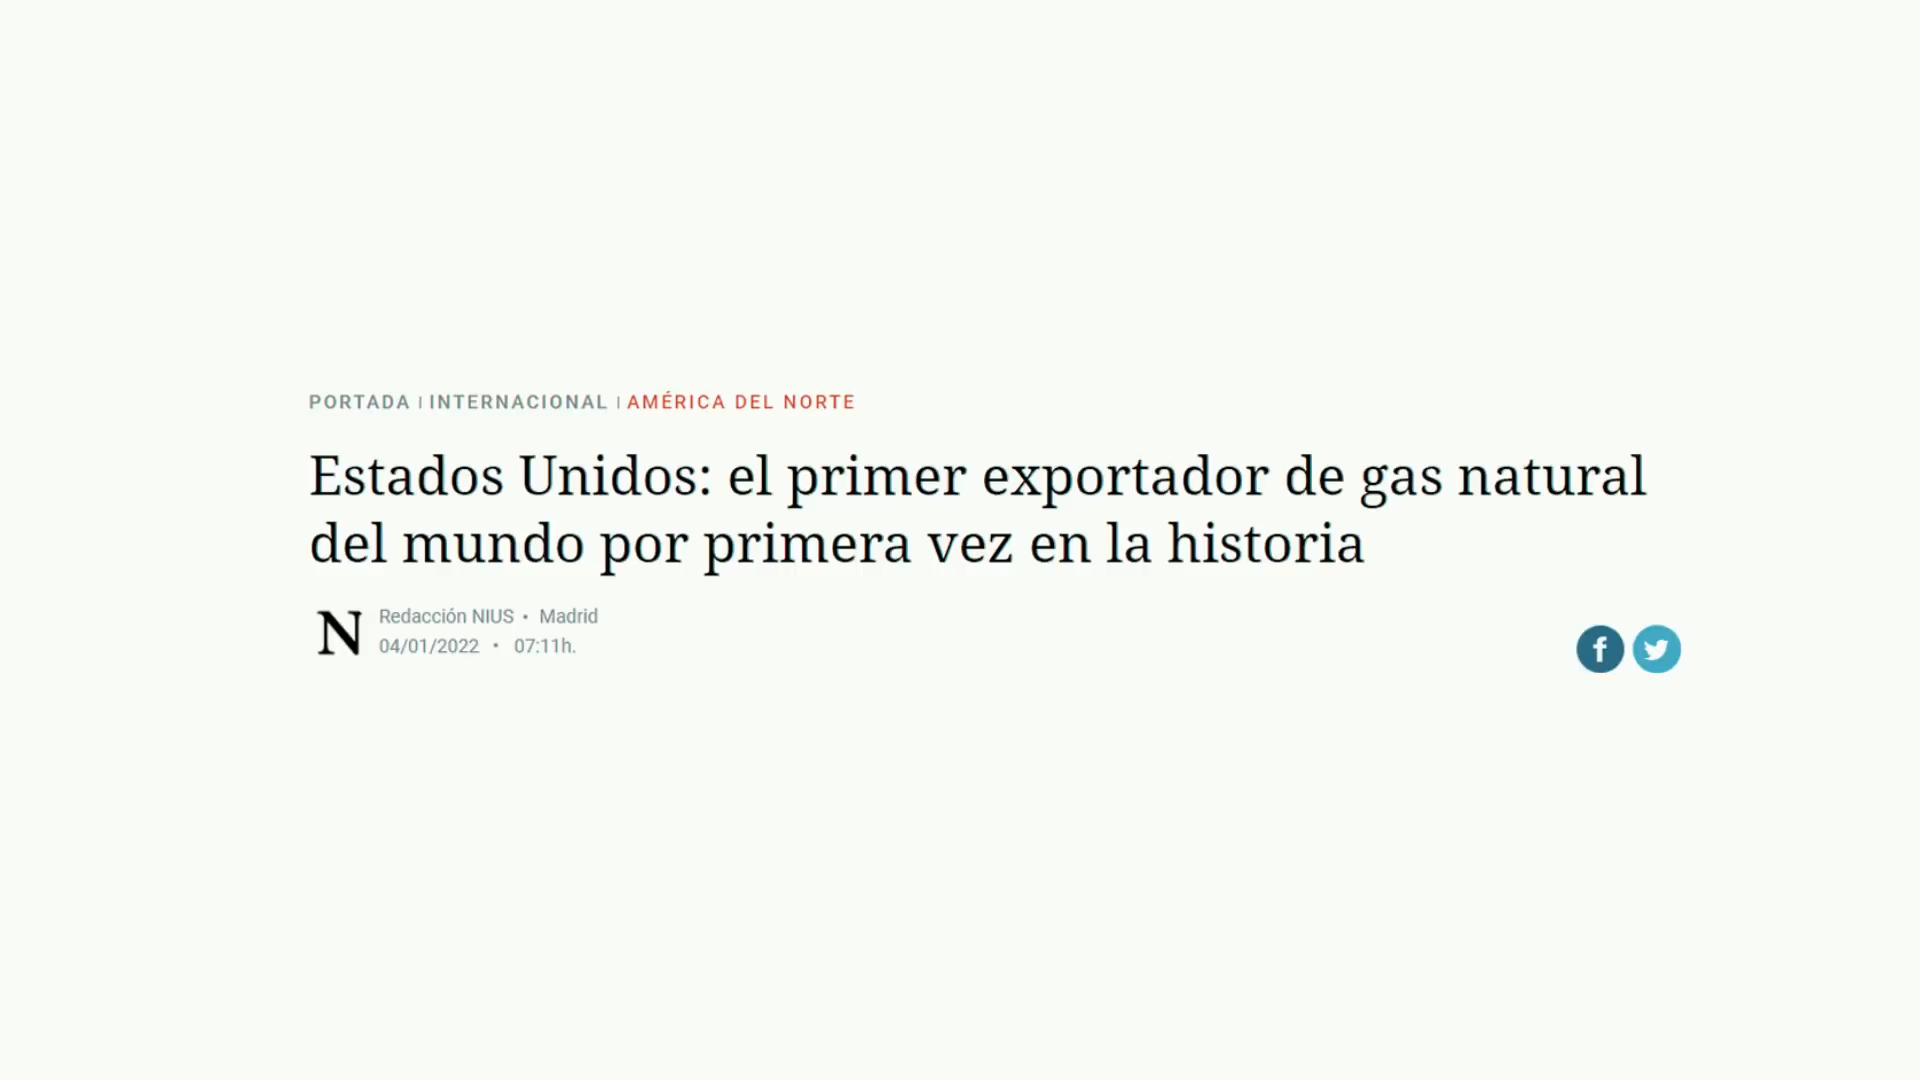 PORTADA | INTERNACIONAL | AMÉRICA DEL NORTE
Estados Unidos: el primer exportador de gas natural
del mundo por primera vez en la historia
N
Redacción NIUS • Madrid
04/01/2022 • 07:11h.